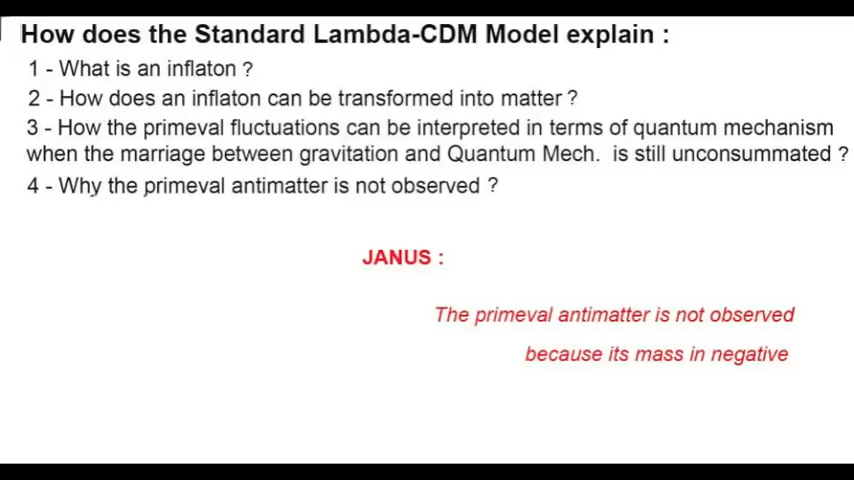 How does the Standard Lambda-CDM Model explain :
1 - What is an inflaton ?
2 - How does an inflaton can be transformed into matter ?
3 - How the primeval fluctuations can be interpreted in terms of quantum mechanism
when the marriage between gravitation and Quantum Mech. is still unconsummated ?
4 - Why the primeval antimatter is not observed ?
JANUS :
The primeval antimatter is not observed
because its mass in negative